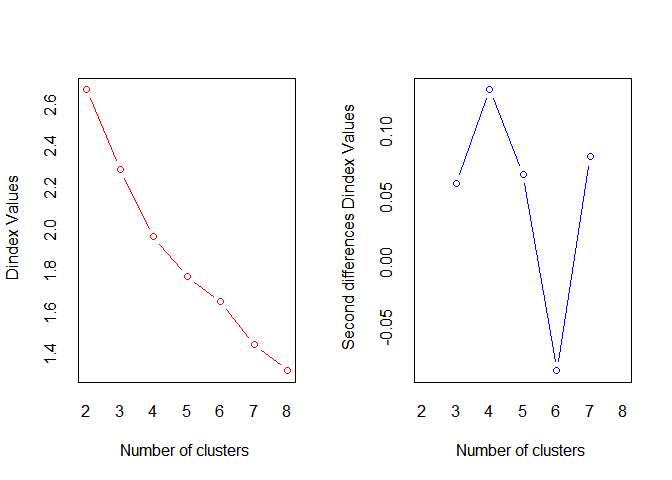 Dindex Values
2.6
2.4
2.2
2.0
1.8
1.6
1.4
2 3 4 5 6 7 8
Number of clusters
Second differences Dindex Values
0.10
0.05
0.00
-0.05
2 3 4 5 6 7 8
Number of clusters